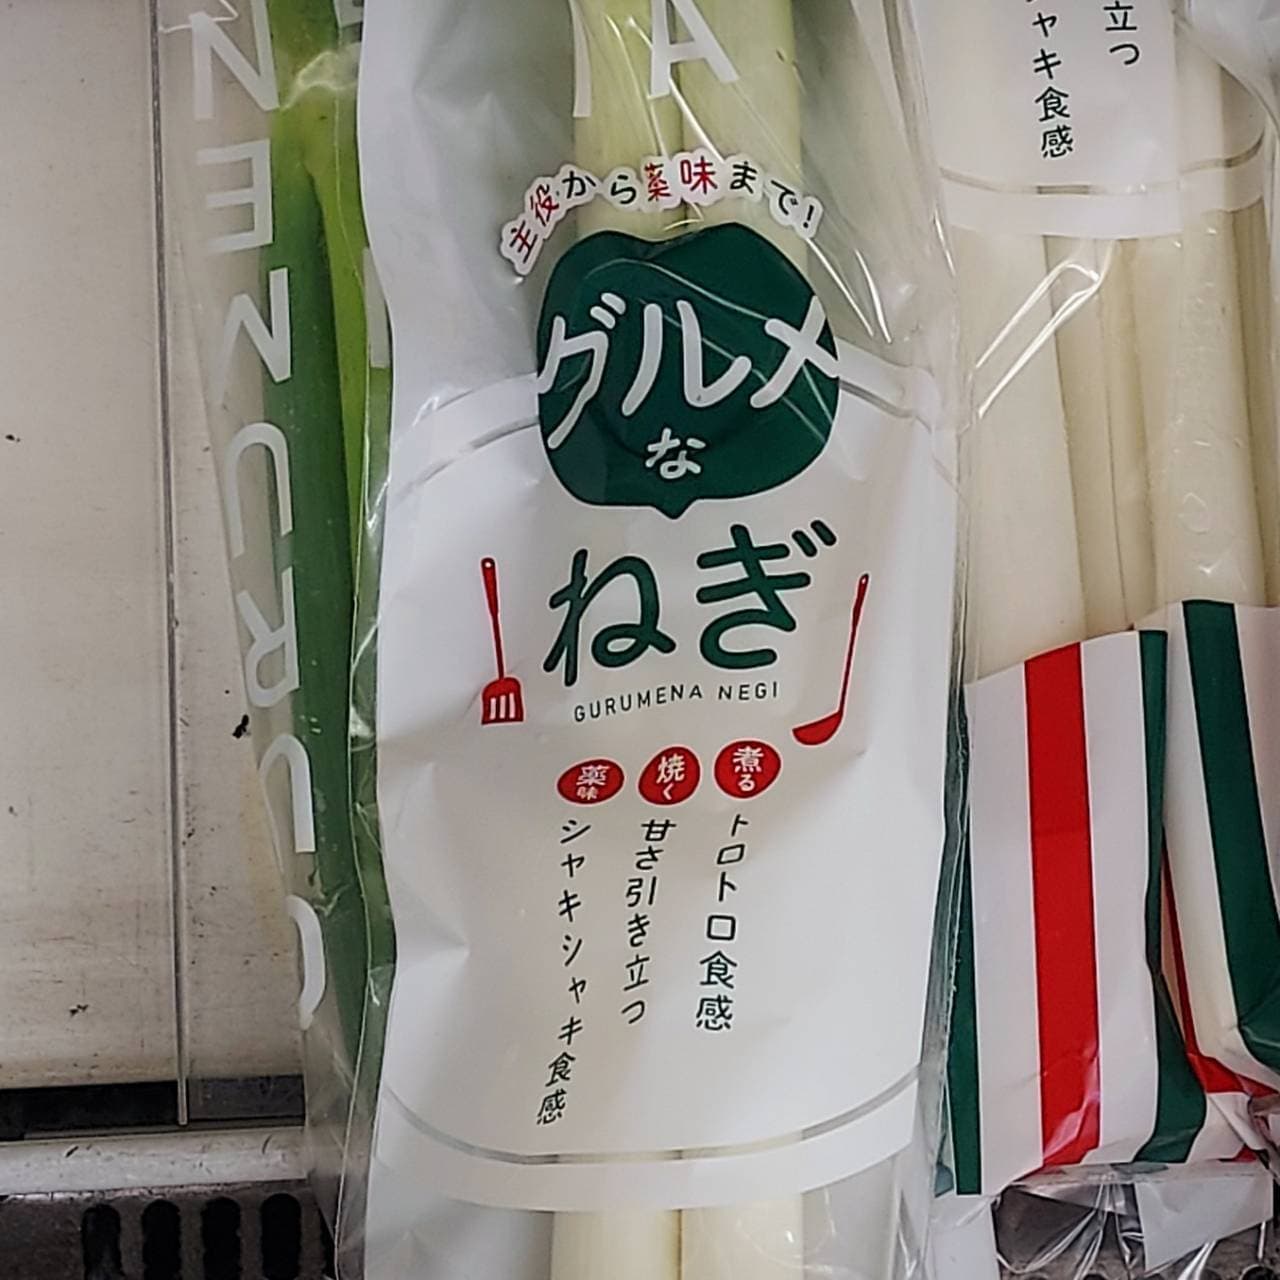 主役から薬味まで!
グルメ
な
ねぎ
GURUMENA NEGI
煮る
トロトロ食感
焼く
甘さ引き立つ
薬味
シャキシャキ食感
立つ
シャキ食感